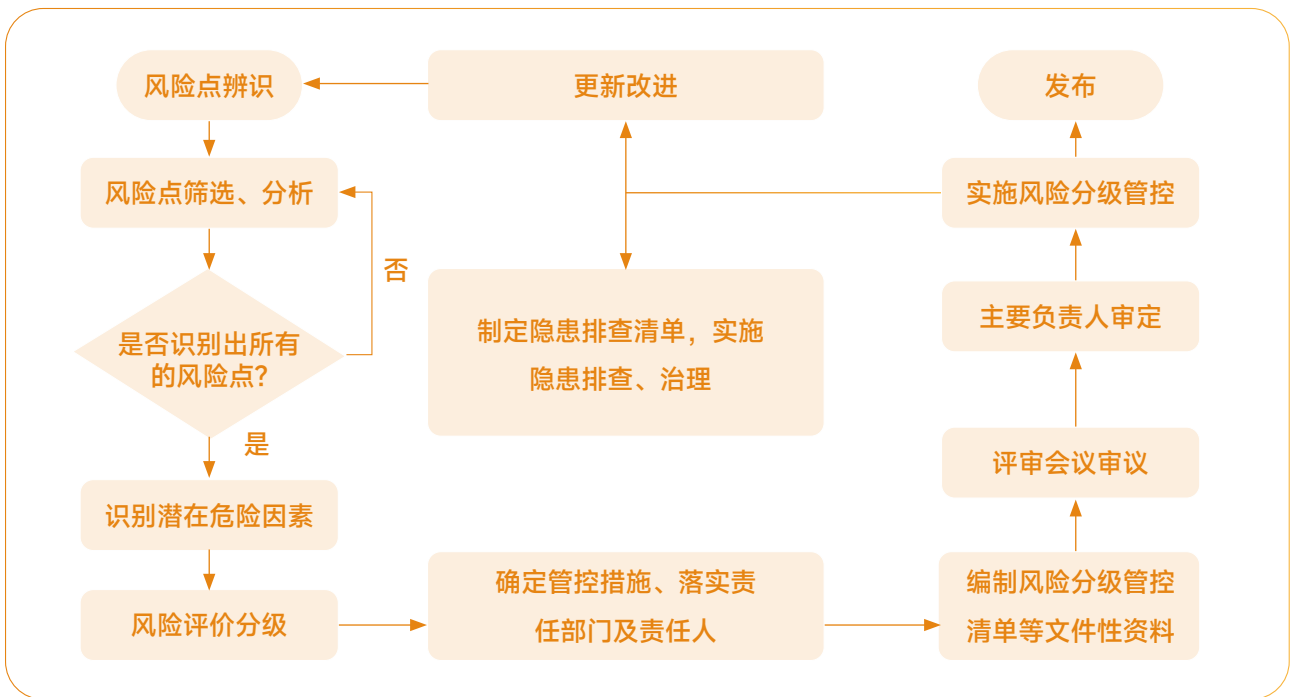 风险点辨识
更新改进
发布
风险点筛选、分析
实施风险分级管控
否
是否识别出所有
的风险点?
制定隐患排查清单，实施
隐患排查、治理
主要负责人审定
是
评审会议审议
识别潜在危险因素
风险评价分级
确定管控措施、落实责
任部门及责任人
编制风险分级管控
清单等文件性资料